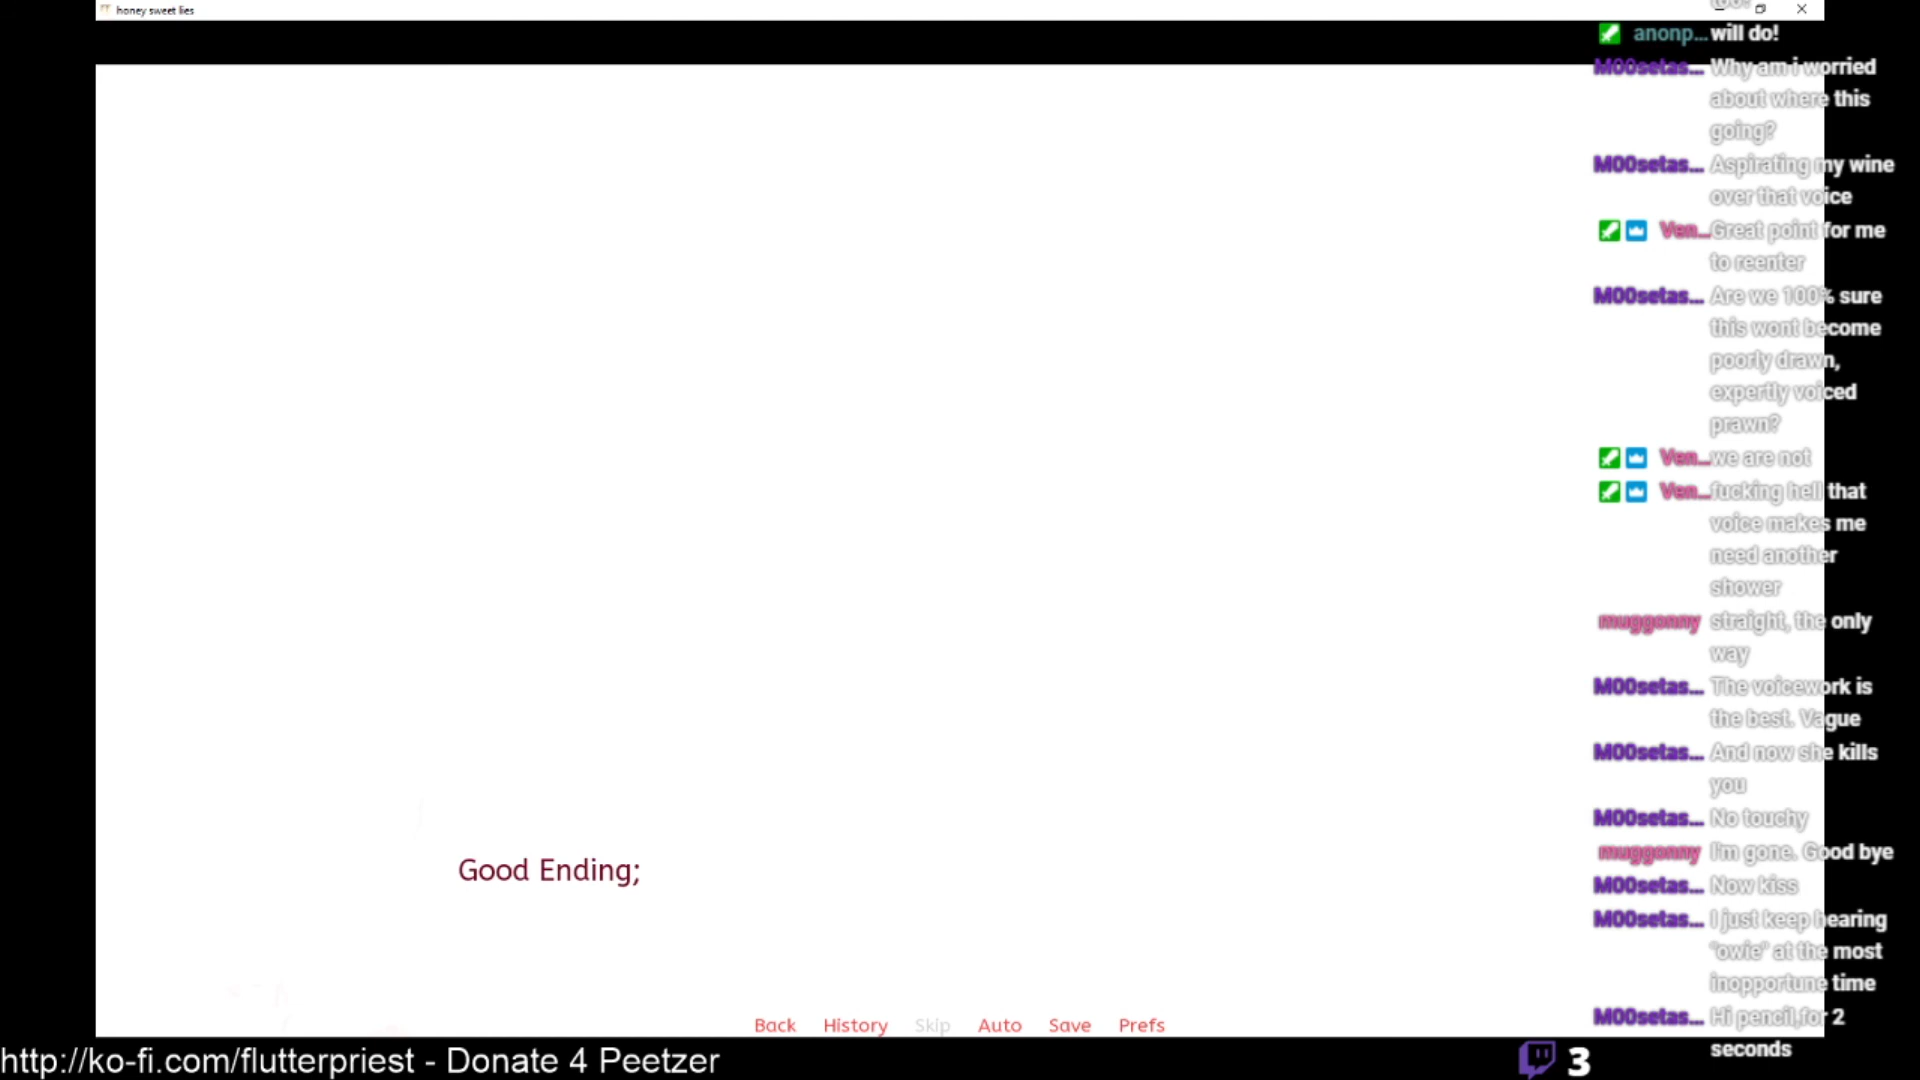 honey sweet lies
too?
anonp... will do!
M00setas... Why am i worried
about where this
going?
M00setas... Aspirating my wine
over that voice
Ven... Great point for me
to reenter
M00setas... Are we 100% sure
this wont become
poorly drawn,
expertly voiced
prawn?
Ven... we are not
Ven... fucking hell that
voice makes me
need another
shower
muggonny straight, the only
way
M00setas... The voicework is
the best. Vague
M00setas... And now she kills
you
M00setas... No touchy
muggonny I'm gone. Good bye
M00setas... Now kiss
M00setas... I just keep hearing
"owie" at the most
inopportune time
M00setas... Hi pencil,for 2
seconds
Good Ending;
Back History Skip Auto Save Prefs
http://ko-fi.com/flutterpriest - Donate 4 Peetzer
3